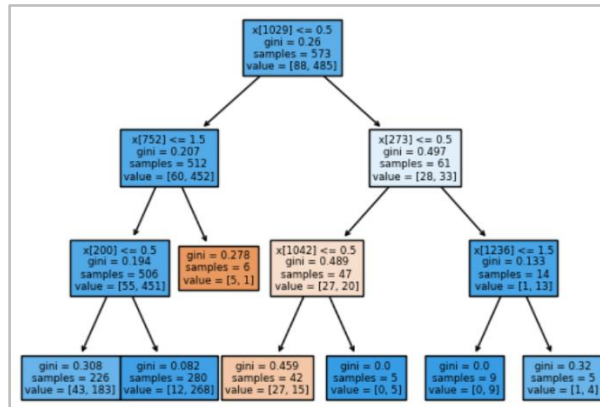 x[1029] <= 0.5
gini = 0.26
samples = 573
value = [88, 485]
x[752] <= 1.5
gini = 0.207
samples = 512
value = [60, 452]
x[273] <= 0.5
gini = 0.497
samples = 61
value = [28, 33]
x[200] <= 0.5
gini = 0.194
samples = 506
value = [55, 451]
gini = 0.278
samples = 6
value = [5, 1]
x[1042] <= 0.5
gini = 0.489
samples = 47
value = [27, 20]
x[1236] <= 1.5
gini = 0.133
samples = 14
value = [1, 13]
gini = 0.308
samples = 226
value = [43, 183]
gini = 0.082
samples = 280
value = [12, 268]
gini = 0.459
samples = 42
value = [27, 15]
gini = 0.0
samples = 5
value = [0, 5]
gini = 0.0
samples = 9
value = [0, 9]
gini = 0.32
samples = 5
value = [1, 4]